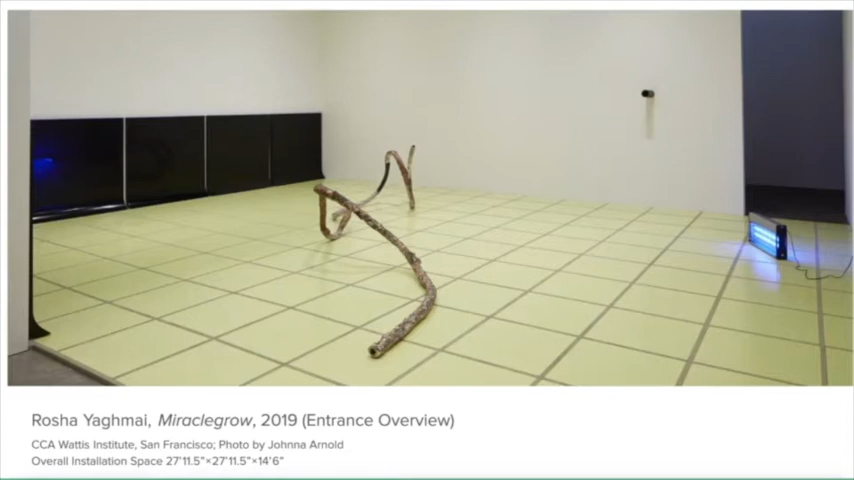 Rosha Yaghmai, Miraclegrow, 2019 (Entrance Overview)
CCA Wattis Institute, San Francisco; Photo by Johnna Arnold
Overall Installation Space 27'11.5"×27'11.5"×14'6"